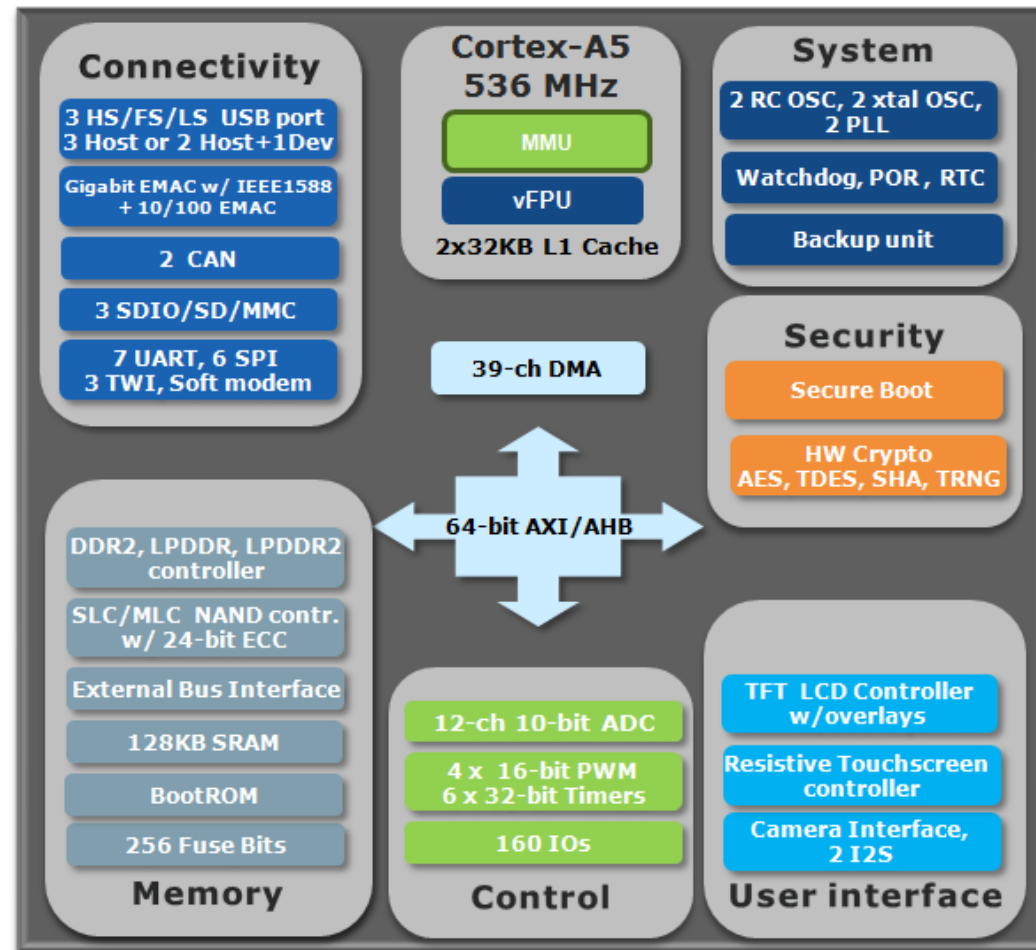 Connectivity
3 HS/FS/LS USB port
3 Host or 2 Host+1Dev
Gigabit EMAC w/ IEEE1588
+ 10/100 EMAC
2 CAN
3 SDIO/SD/MMC
7 UART, 6 SPI
3 TWI, Soft modem
Cortex-A5
536 MHz
MMU
vFPU
2x32KB L1 Cache
System
2 RC OSC, 2 xtal OSC,
2 PLL
Watchdog, POR , RTC
Backup unit
39-ch DMA
64-bit AXI/AHB
Security
Secure Boot
HW Crypto
AES, TDES, SHA, TRNG
DDR2, LPDDR, LPDDR2
controller
SLC/MLC NAND contr.
w/ 24-bit ECC
External Bus Interface
128KB SRAM
BootROM
256 Fuse Bits
Memory
12-ch 10-bit ADC
4 x 16-bit PWM
6 x 32-bit Timers
160 IOs
Control
TFT LCD Controller
w/overlays
Resistive Touchscreen
controller
Camera Interface,
2 I2S
User interface